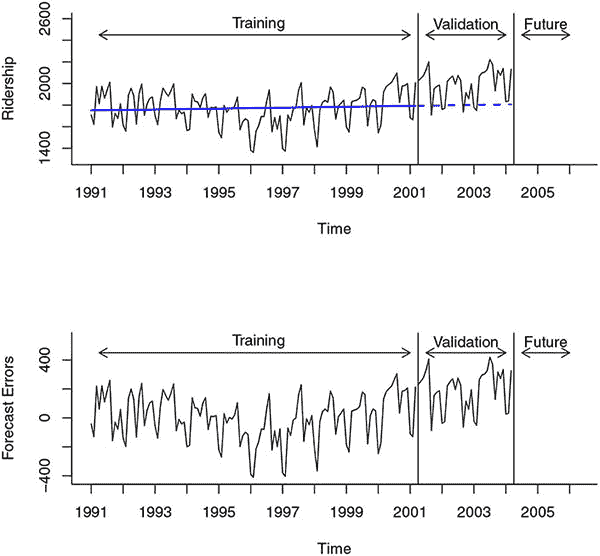 Training Validation Future
Ridership
2600
2000
1400
1991 1993 1995 1997 1999 2001 2003 2005
Time
Training Validation Future
Forecast Errors
400
0
−400
1991 1993 1995 1997 1999 2001 2003 2005
Time